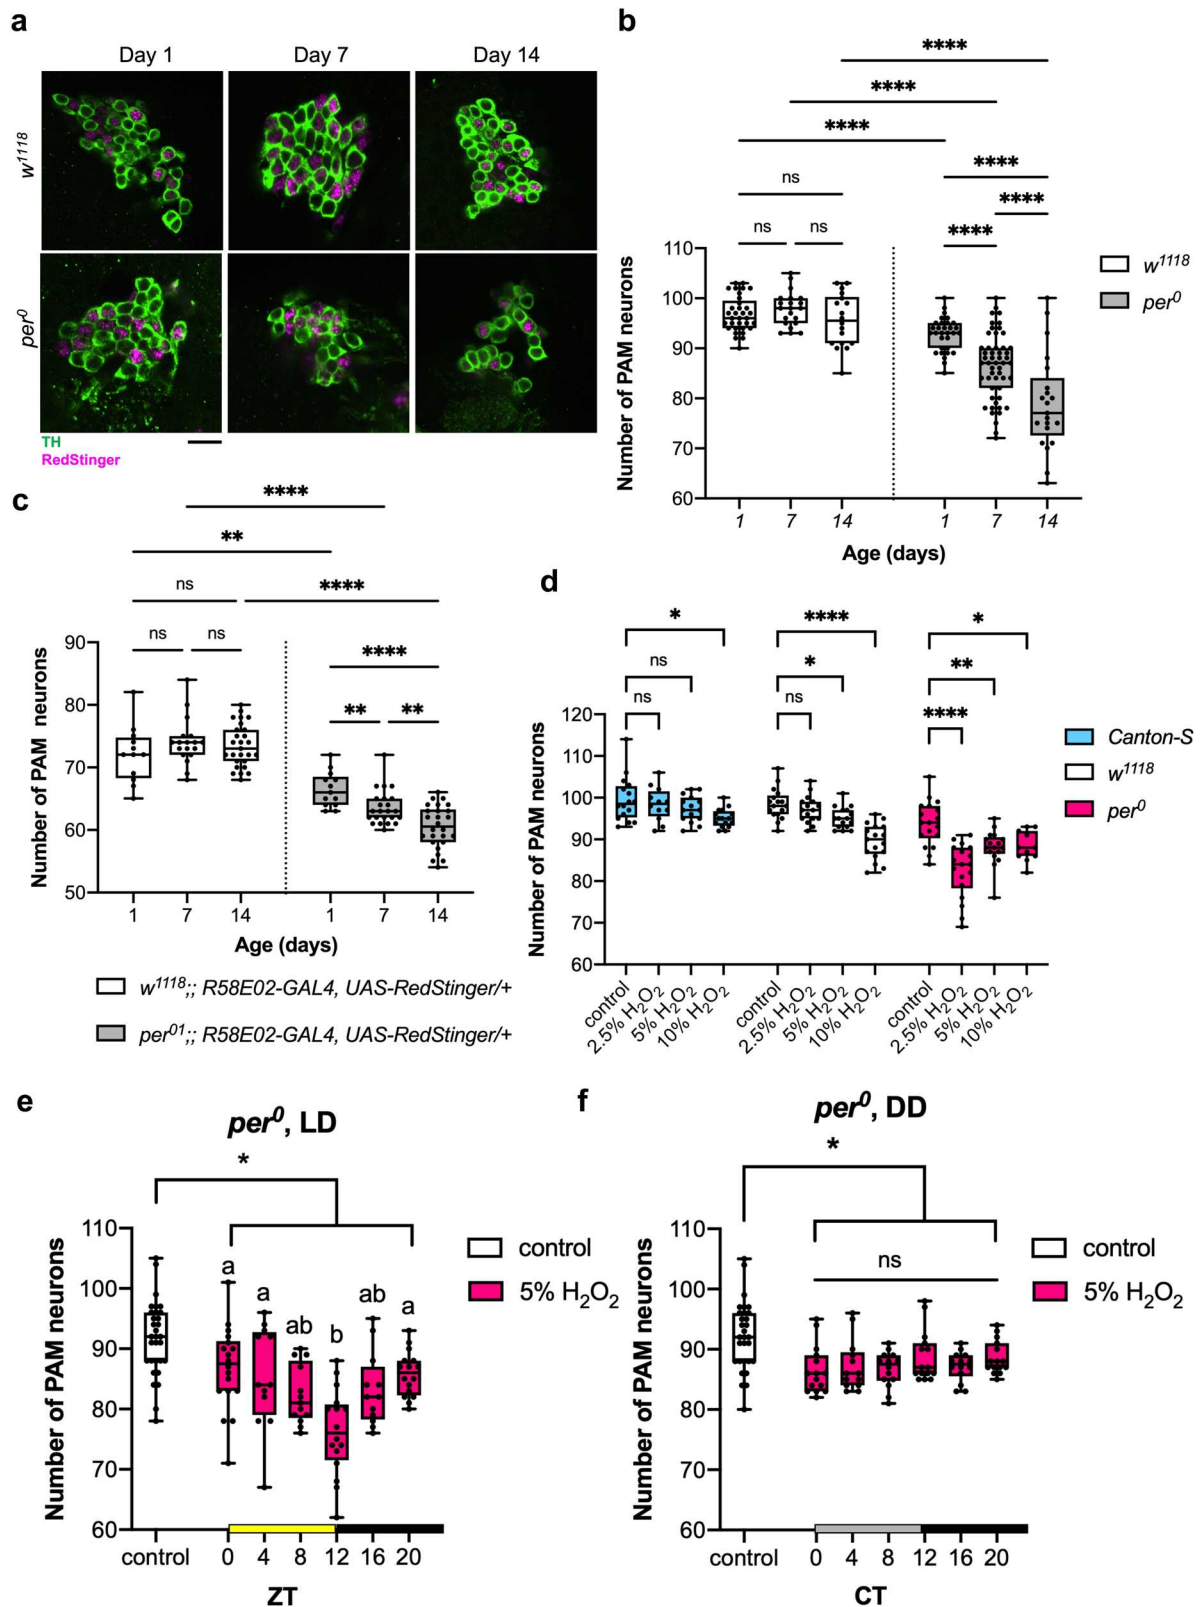 a
Day 1 Day 7 Day 14
w1118
per0
TH
RedStinger
b
****
****
****
****
ns
****
ns ns ****
Number of PAM neurons
110
100
90
80
70
60
1 7 14 1 7 14
Age (days)
w1118
per0
c
****
**
ns ****
ns ns ****
** **
Number of PAM neurons
90
80
70
60
50
1 7 14 1 7 14
Age (days)
w1118;; R58E02-GAL4, UAS-RedStinger/+
per01;; R58E02-GAL4, UAS-RedStinger/+
d
* **** *
ns * **
ns ns ****
Number of PAM neurons
120
110
100
90
80
70
60
control 2.5% H2O2 5% H2O2 10% H2O2 control 2.5% H2O2 5% H2O2 10% H2O2 control 2.5% H2O2 5% H2O2 10% H2O2
Canton-S
w1118
per0
e
per0, LD
*
Number of PAM neurons
110
100
90
80
70
60
a a ab b ab a
control 0 4 8 12 16 20
ZT
control
5% H2O2
f
per0, DD
*
ns
Number of PAM neurons
110
100
90
80
70
60
control 0 4 8 12 16 20
CT
control
5% H2O2